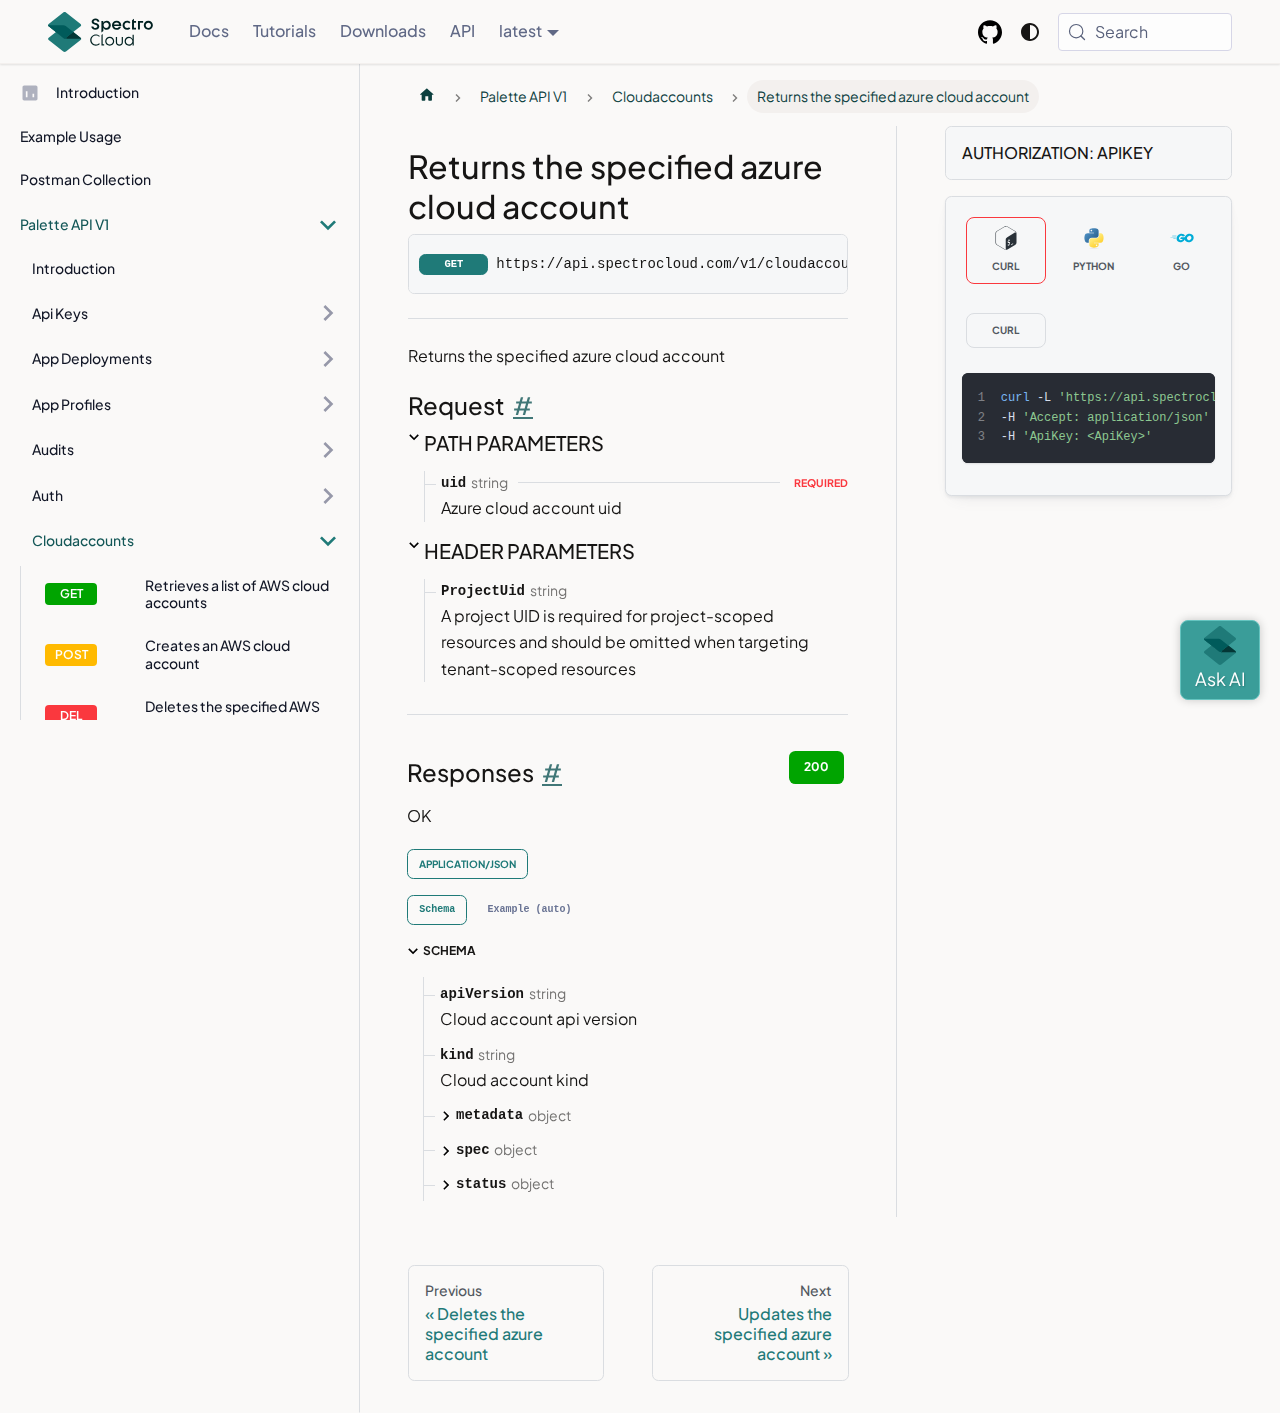 Spectro Cloud
Docs Tutorials Downloads API latest
Search
Introduction
Example Usage
Postman Collection
Palette API V1
Introduction
Api Keys
App Deployments
App Profiles
Audits
Auth
Cloudaccounts
GET Retrieves a list of AWS cloud
accounts
POST Creates an AWS cloud
account
DEL Deletes the specified AWS
Palette API V1 > Cloudaccounts > Returns the specified azure cloud account
Returns the specified azure
cloud account
GET https://api.spectrocloud.com/v1/cloudaccou
Returns the specified azure cloud account
Request #
PATH PARAMETERS
uid string REQUIRED
Azure cloud account uid
HEADER PARAMETERS
ProjectUid string
A project UID is required for project-scoped
resources and should be omitted when targeting
tenant-scoped resources
Responses # 200
OK
APPLICATION/JSON
Schema Example (auto)
SCHEMA
apiVersion string
Cloud account api version
kind string
Cloud account kind
metadata object
spec object
status object
Previous
« Deletes the
specified azure
account
Next
Updates the
specified azure
account »
AUTHORIZATION: APIKEY
CURL PYTHON GO
CURL
1 curl -L 'https://api.spectrocl
2 -H 'Accept: application/json'
3 -H 'ApiKey: <ApiKey>'
Ask AI